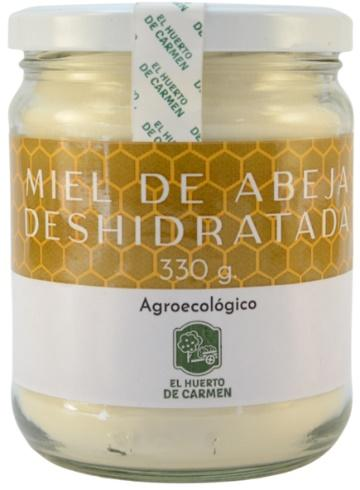 EL HUERTO
DE CARMEN
EL HUERTO
DE CARMEN
MIEL DE ABEJA
DESHIDRATADA
330 g.
Agroecológico
EL HUERTO
DE CARMEN